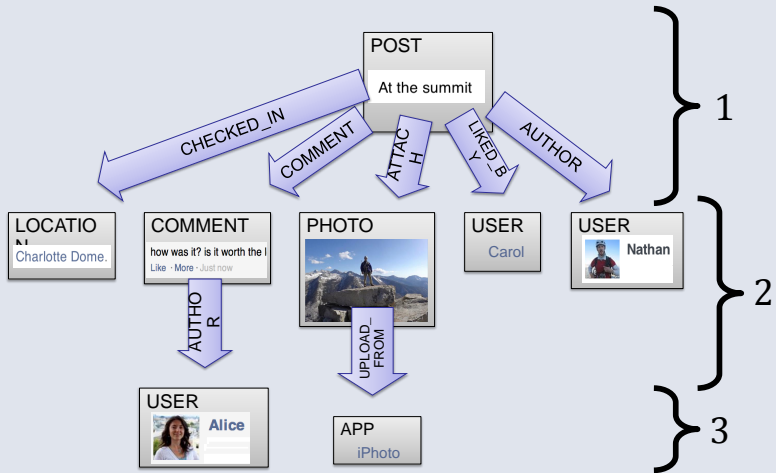 POST
At the summit
CHECKED_IN
COMMENT
ATTAC
H
LIKED_B
Y
AUTHOR
1
LOCATIO
N
Charlotte Dome.
COMMENT
how was it? is it worth the
Like · More · Just now
PHOTO
USER
Carol
USER
Nathan
AUTHO
R
UPLOAD_
FROM
2
USER
Alice
APP
iPhoto
3